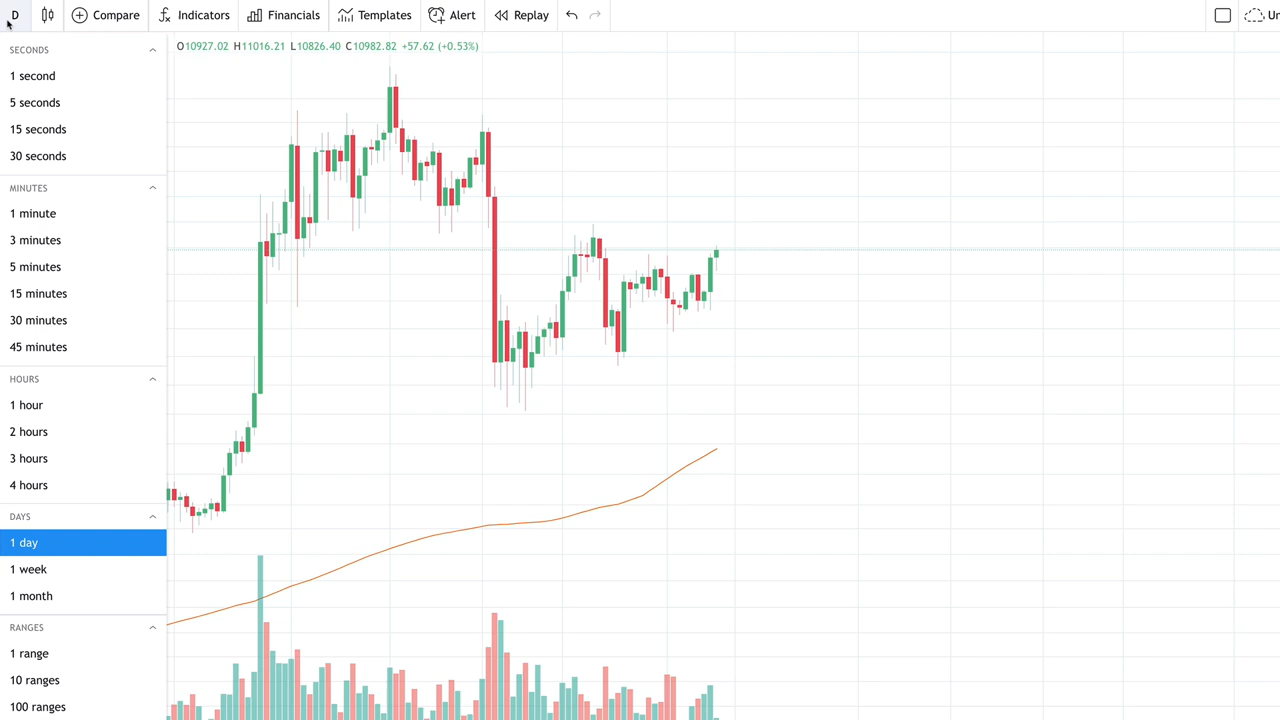 D Compare Indicators Financials Templates Alert Replay Un
O10927.02 H11016.21 L10826.40 C10982.82 +57.62 (+0.53%)
SECONDS
1 second
5 seconds
15 seconds
30 seconds
MINUTES
1 minute
3 minutes
5 minutes
15 minutes
30 minutes
45 minutes
HOURS
1 hour
2 hours
3 hours
4 hours
DAYS
1 day
1 week
1 month
RANGES
1 range
10 ranges
100 ranges